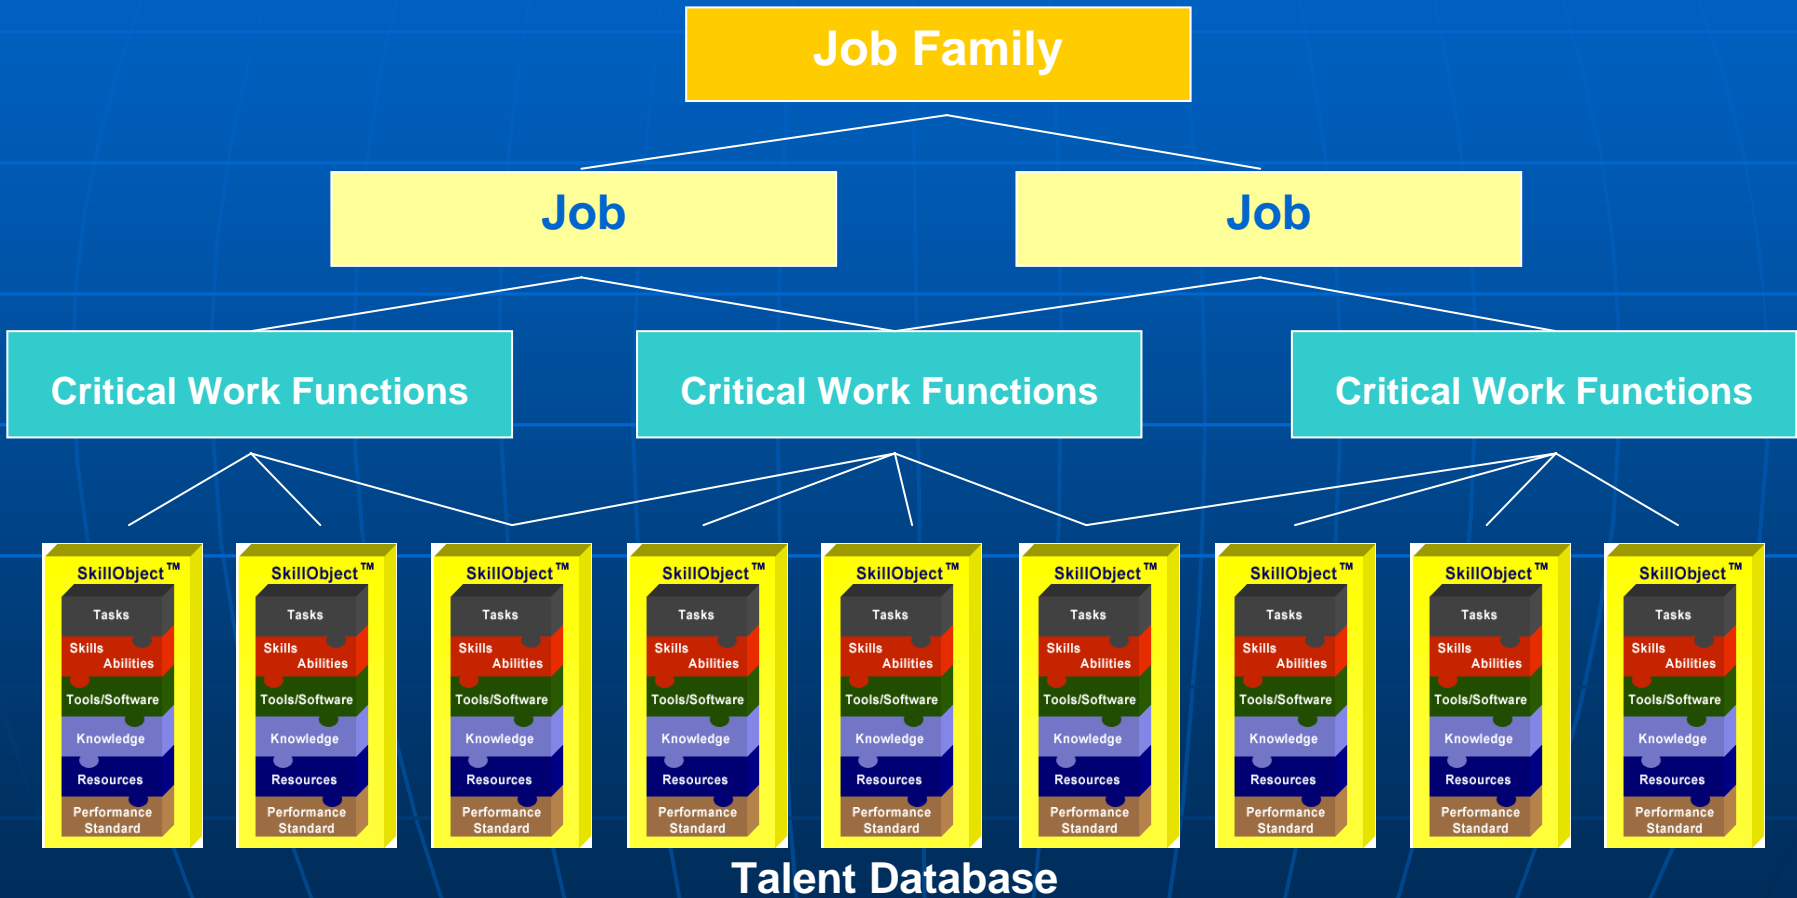 Job Family
Job
Job
Critical Work Functions
Critical Work Functions
Critical Work Functions
SkillObject™
Tasks
Skills
Abilities
Tools/Software
Knowledge
Resources
Performance
Standard
SkillObject™
Tasks
Skills
Abilities
Tools/Software
Knowledge
Resources
Performance
Standard
SkillObject™
Tasks
Skills
Abilities
Tools/Software
Knowledge
Resources
Performance
Standard
SkillObject™
Tasks
Skills
Abilities
Tools/Software
Knowledge
Resources
Performance
Standard
SkillObject™
Tasks
Skills
Abilities
Tools/Software
Knowledge
Resources
Performance
Standard
SkillObject™
Tasks
Skills
Abilities
Tools/Software
Knowledge
Resources
Performance
Standard
SkillObject™
Tasks
Skills
Abilities
Tools/Software
Knowledge
Resources
Performance
Standard
SkillObject™
Tasks
Skills
Abilities
Tools/Software
Knowledge
Resources
Performance
Standard
SkillObject™
Tasks
Skills
Abilities
Tools/Software
Knowledge
Resources
Performance
Standard
Talent Database